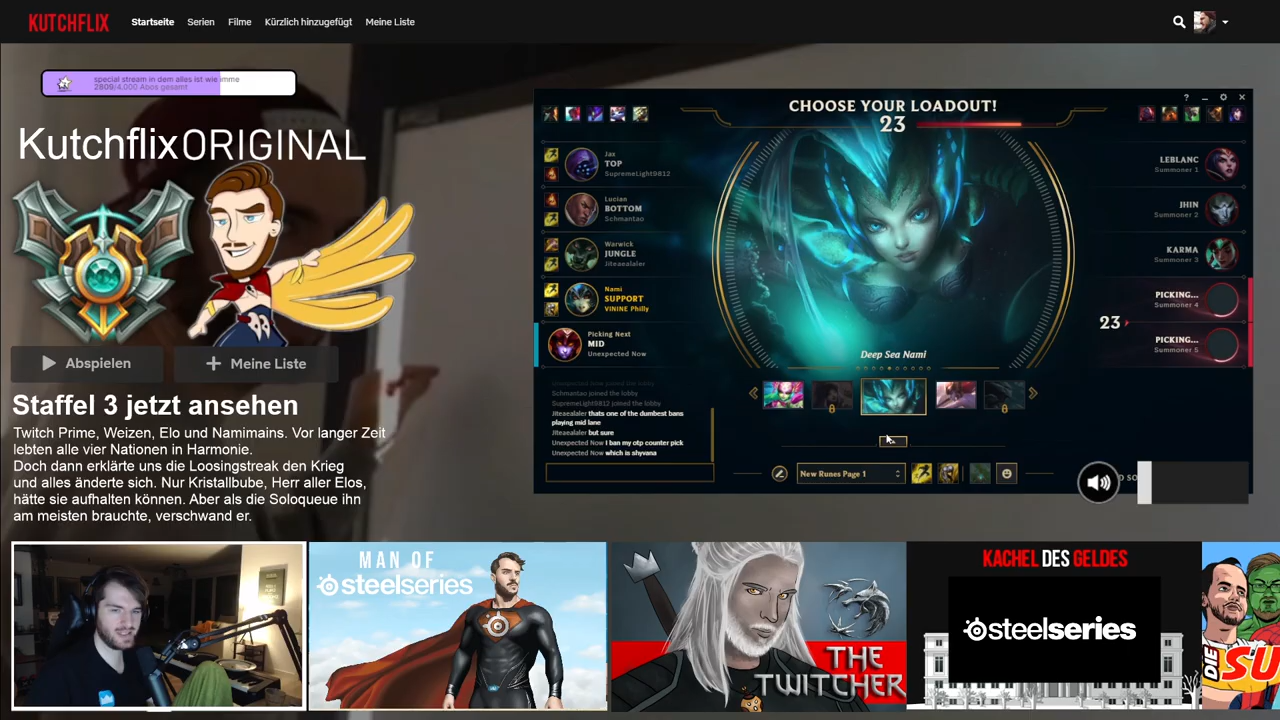 KUTCHFLIX
Startseite
Serien
Filme
Kürzlich hinzugefügt
Meine Liste
special stream in dem alles ist wie imme
2809/4.000 Abos gesamt
KutchflixORIGINAL
Abspielen
Meine Liste
Staffel 3 jetzt ansehen
Twitch Prime, Weizen, Elo und Namimains. Vor langer Zeit
lebten alle vier Nationen in Harmonie.
Doch dann erklärte uns die Loosingstreak den Krieg
und alles änderte sich. Nur Kristallbube, Herr aller Elos,
hätte sie aufhalten können. Aber als die Soloqueue ihn
am meisten brauchte, verschwand er.
CHOOSE YOUR LOADOUT!
23
Jax
TOP
SupremeLight9812
Lucian
BOTTOM
Schmantao
Warwick
JUNGLE
Jiteaealaler
Nami
SUPPORT
VININE Philly
Picking Next
MID
Unexpected Now
LEBLANC
Summoner 1
JHIN
Summoner 2
KARMA
Summoner 3
PICKING...
Summoner 4
23
PICKING...
Summoner 5
Deep Sea Nami
Schmantao joined the lobby
SupremeLight9812 joined the lobby
Jiteaealaler thats one of the dumbest bans
playing mid lane
Jiteaealaler but sure
Unexpected Now I ban my otp counter pick
Unexpected Now which is shyvana
New Runes Page 1
MAN OF
steelseries
THE
TWITCHER
KACHEL DES GELDES
steelseries
DIE
SU